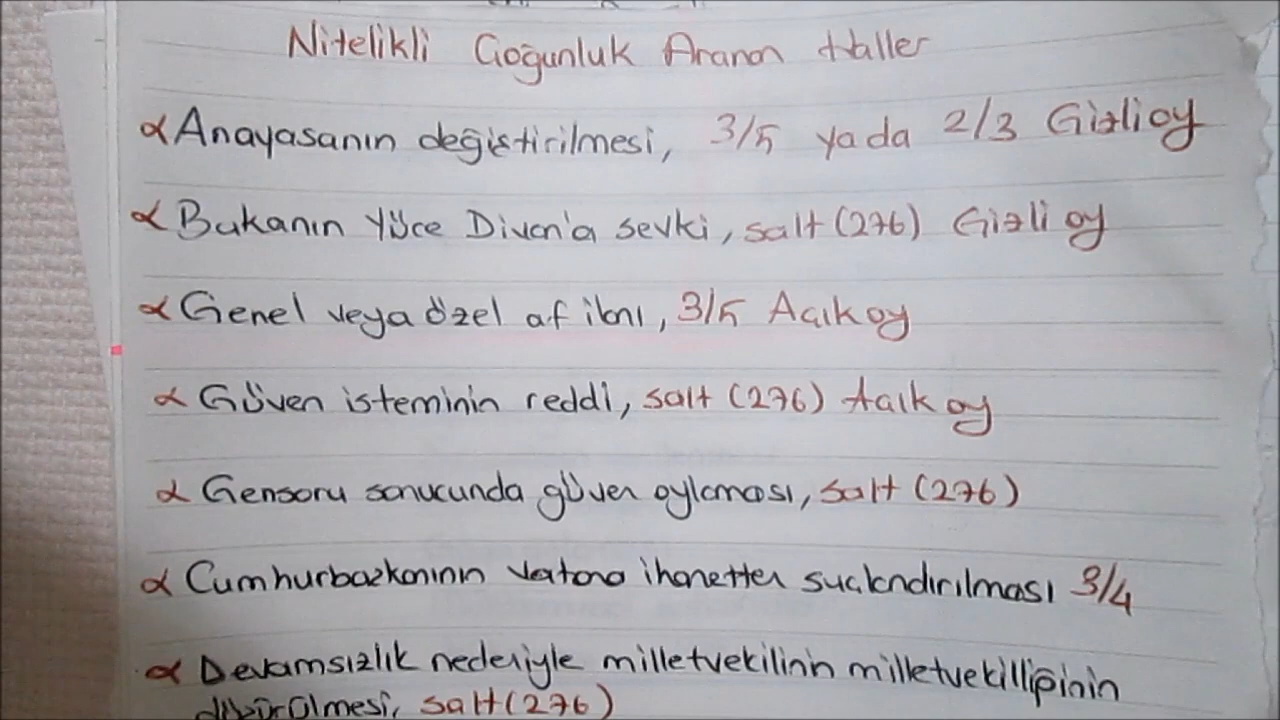 Nitelikli Çoğunluk Aranan Haller
∝ Anayasanın değiştirilmesi, 3/5 ya da 2/3 Gizli oy
∝ Bakanın Yüce Divan'a sevki, salt (276) Gizli oy
∝ Genel veya özel af ilanı, 3/5 Açık oy
∝ Güven isteminin reddi, salt (276) Açık oy
∝ Gensoru sonucunda güven oylaması, salt (276)
∝ Cumhurbaşkanının vatana ihanetten suçlandırılması 3/4
∝ Devamsızlık nedeniyle milletvekilinin milletvekilliğinin
düşürülmesi, salt (276)